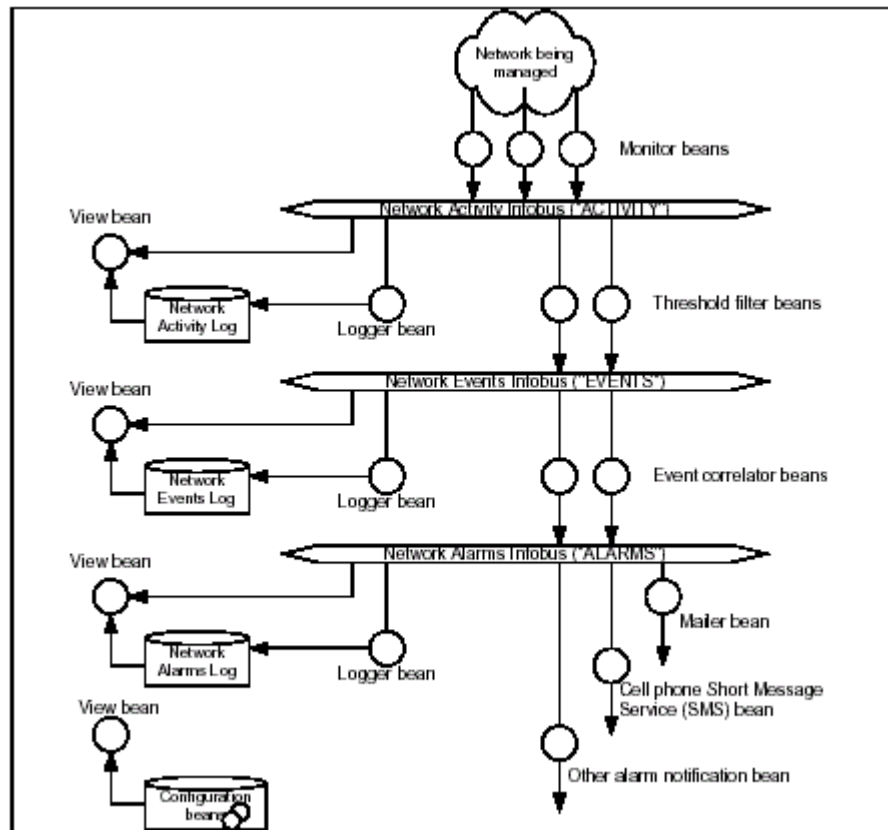 Network being
managed
Monitor beans
Network Activity Infobus ("ACTIVITY")
View bean
Network
Activity Log
Logger bean
Threshold filter beans
Network Events Infobus ("EVENTS")
View bean
Network
Events Log
Logger bean
Event correlator beans
Network Alarms Infobus ("ALARMS")
View bean
Network
Alarms Log
Logger bean
Mailer bean
Cell phone Short Message
Service (SMS) bean
View bean
Other alarm notification bean
Configuration
beans